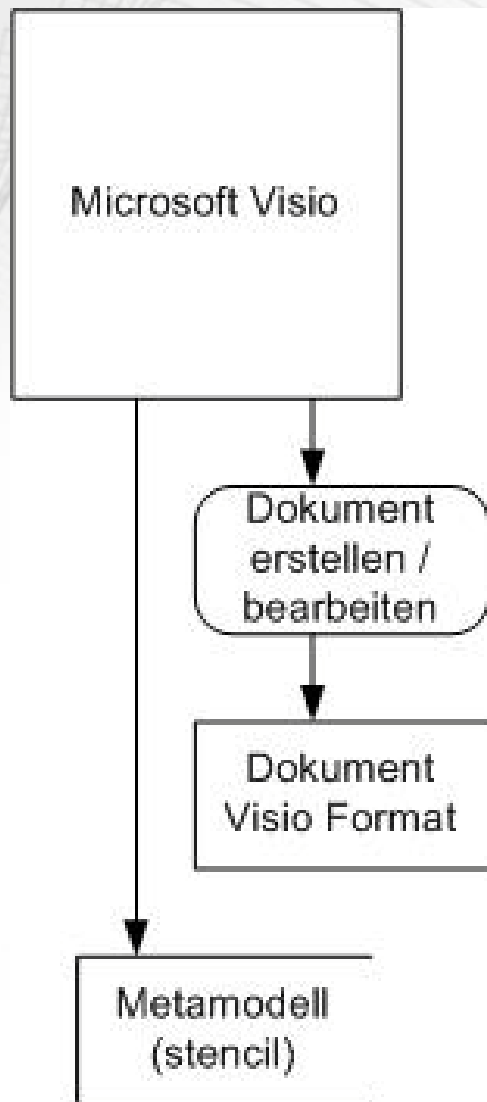 Microsoft Visio
Dokument
erstellen /
bearbeiten
Dokument
Visio Format
Metamodell
(stencil)